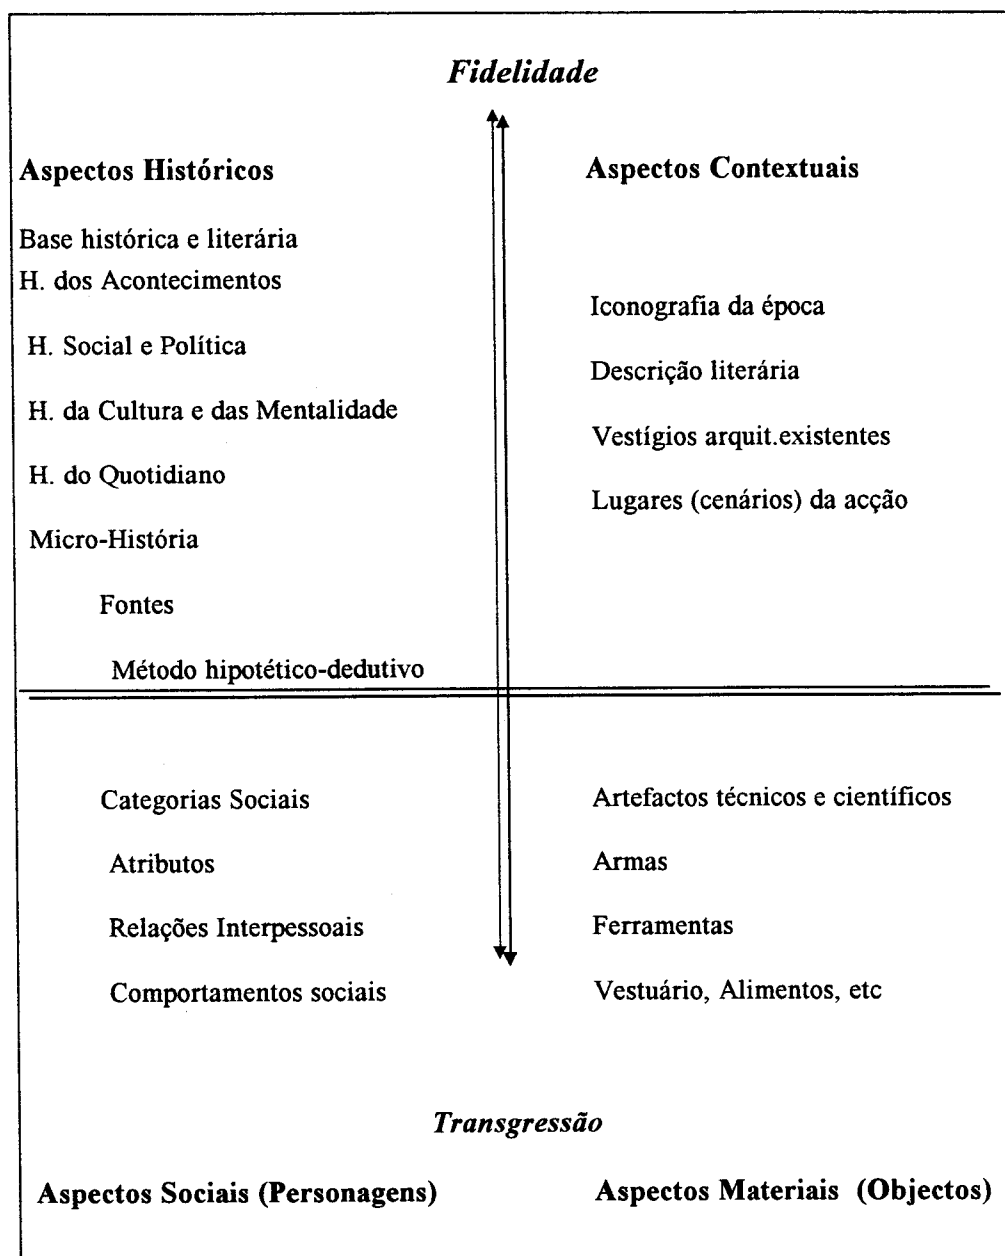 Fidelidade
Aspectos Históricos
Base histórica e literária
H. dos Acontecimentos
H. Social e Política
H. da Cultura e das Mentalidade
H. do Quotidiano
Micro-História
Fontes
Método hipotético-dedutivo
Aspectos Contextuais
Iconografia da época
Descrição literária
Vestígios arquit.existentes
Lugares (cenários) da acção
Categorias Sociais
Atributos
Relações Interpessoais
Comportamentos sociais
Artefactos técnicos e científicos
Armas
Ferramentas
Vestuário, Alimentos, etc
Transgressão
Aspectos Sociais (Personagens)
Aspectos Materiais (Objectos)